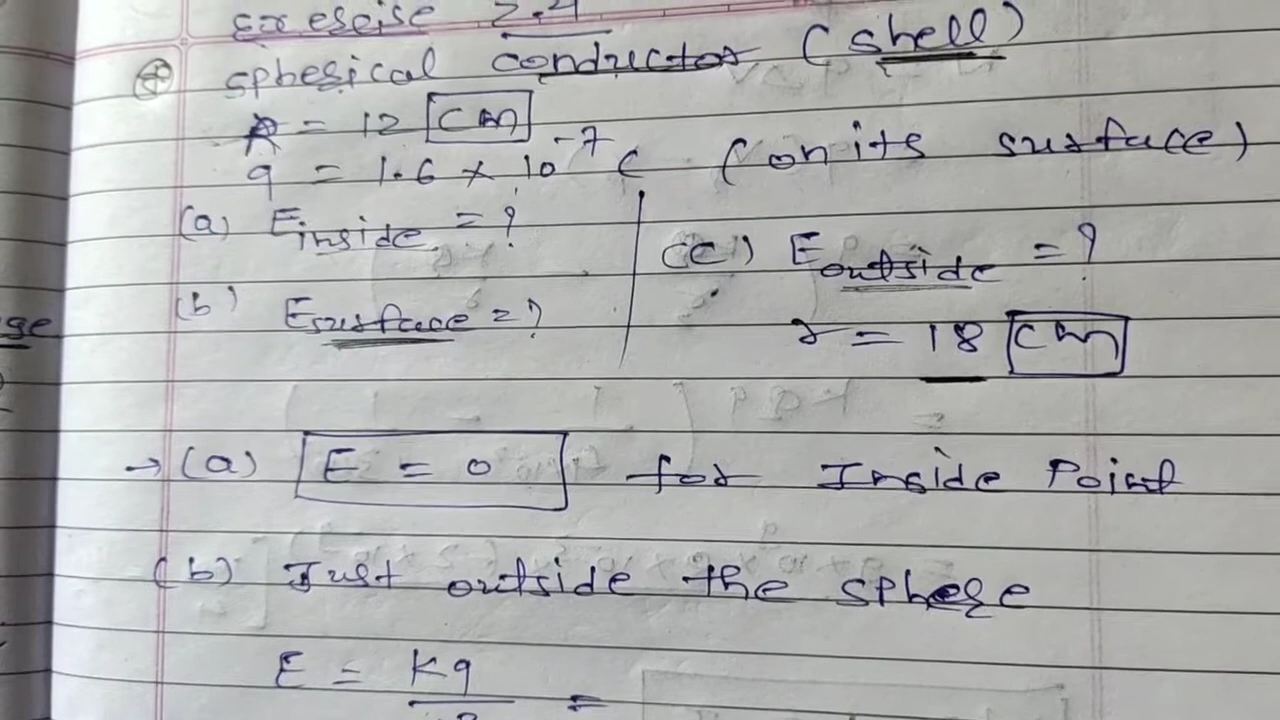 exercise 2.4
spherical conductor (shell)
R = 12 cm
q = 1.6 × 10⁻⁷ C (on its surface)
(a) E inside = ?
(b) E surface = ?
(c) E outside = ?
r = 18 cm
ge
→ (a) E = 0 for Inside Point
(b) Just outside the sphere
E = Kq
=